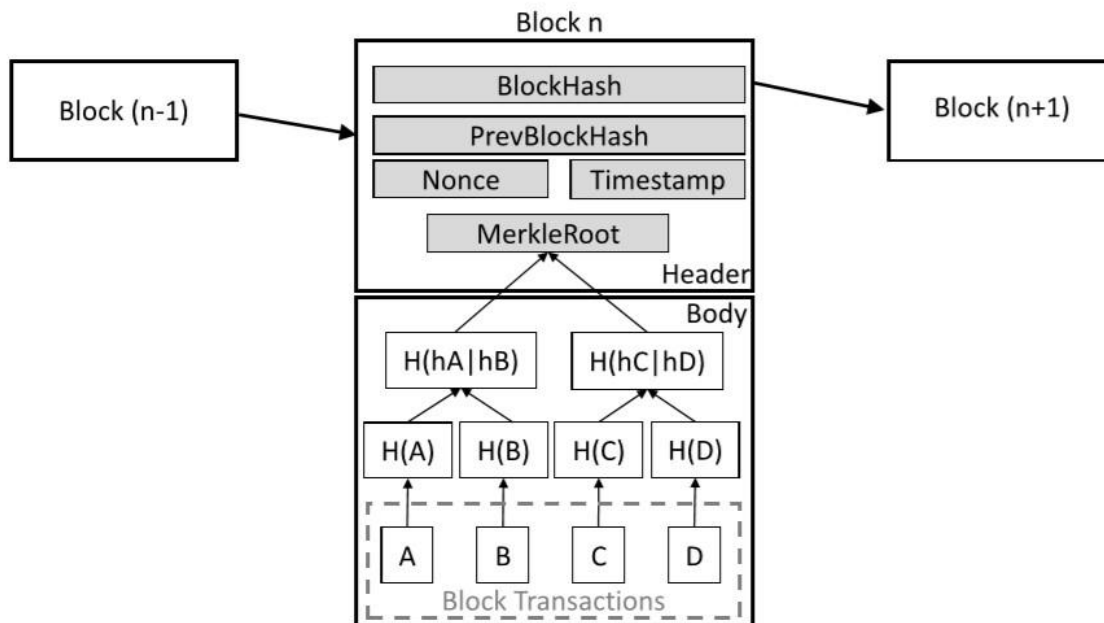 Block n
Block (n-1)
BlockHash
Block (n+1)
PrevBlockHash
Nonce
Timestamp
MerkleRoot
Header
Body
H(hA|hB)
H(hC|hD)
H(A)
H(B)
H(C)
H(D)
A
B
C
D
Block Transactions